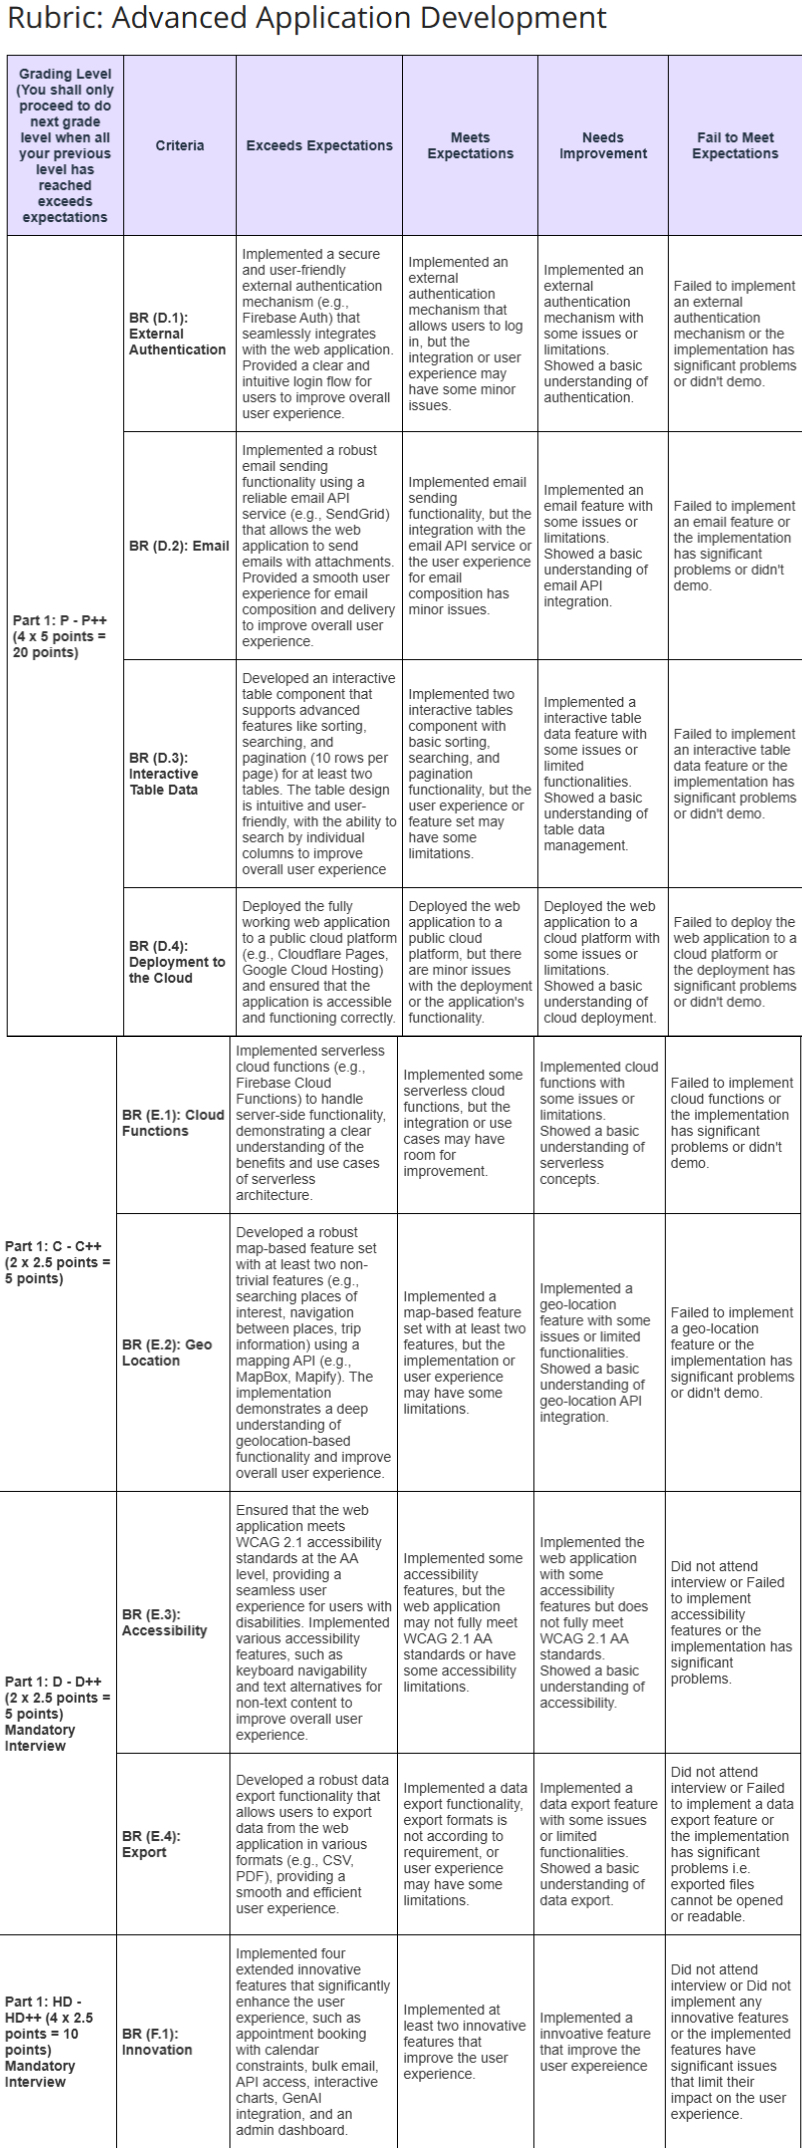 Rubric: Advanced Application Development
Grading Level
(You shall only
proceed to do
next grade
level when all
your previous
level has
reached
exceeds
expectations
Criteria
Exceeds Expectations
Meets
Expectations
Needs
Improvement
Fail to Meet
Expectations
Part 1: P - P++
(4 x 5 points =
20 points)
BR (D.1):
External
Authentication
Implemented a secure
and user-friendly
external authentication
mechanism (e.g.,
Firebase Auth) that
seamlessly integrates
with the web application.
Provided a clear and
intuitive login flow for
users to improve overall
user experience.
Implemented an
external
authentication
mechanism that
allows users to log
in, but the
integration or user
experience may
have some minor
issues.
Implemented an
external
authentication
mechanism with
some issues or
limitations.
Showed a basic
understanding of
authentication.
Failed to implement
an external
authentication
mechanism or the
implementation has
significant problems
or didn't demo.
BR (D.2): Email
Implemented a robust
email sending
functionality using a
reliable email API
service (e.g., SendGrid)
that allows the web
application to send
emails with attachments.
Provided a smooth user
experience for email
composition and delivery
to improve overall user
experience.
Implemented email
sending
functionality, but the
integration with the
email API service or
the user experience
for email
composition has
minor issues.
Implemented an
email feature with
some issues or
limitations.
Showed a basic
understanding of
email API
integration.
Failed to implement
an email feature or
the implementation
has significant
problems or didn't
demo.
BR (D.3):
Interactive
Table Data
Developed an interactive
table component that
supports advanced
features like sorting,
searching, and
pagination (10 rows per
page) for at least two
tables. The table design
is intuitive and user-
friendly, with the ability to
search by individual
columns to improve
overall user experience
Implemented two
interactive tables
component with
basic sorting,
searching, and
pagination
functionality, but the
user experience or
feature set may
have some
limitations.
Implemented a
interactive table
data feature with
some issues or
limited
functionalities.
Showed a basic
understanding of
table data
management.
Failed to implement
an interactive table
data feature or the
implementation has
significant problems
or didn't demo.
BR (D.4):
Deployment to
the Cloud
Deployed the fully
working web application
to a public cloud platform
(e.g., Cloudflare Pages,
Google Cloud Hosting)
and ensured that the
application is accessible
and functioning correctly.
Deployed the web
application to a
public cloud
platform, but there
are minor issues
with the deployment
or the application's
functionality.
Deployed the web
application to a
cloud platform with
some issues or
limitations.
Showed a basic
understanding of
cloud deployment.
Failed to deploy the
web application to a
cloud platform or
the deployment has
significant problems
or didn't demo.
Part 1: C - C++
(2 x 2.5 points =
5 points)
BR (E.1): Cloud
Functions
Implemented serverless
cloud functions (e.g.,
Firebase Cloud
Functions) to handle
server-side functionality,
demonstrating a clear
understanding of the
benefits and use cases
of serverless
architecture.
Implemented some
serverless cloud
functions, but the
integration or use
cases may have
room for
improvement.
Implemented cloud
functions with
some issues or
limitations.
Showed a basic
understanding of
serverless
concepts.
Failed to implement
cloud functions or
the implementation
has significant
problems or didn't
demo.
BR (E.2): Geo
Location
Developed a robust
map-based feature set
with at least two non-
trivial features (e.g.,
searching places of
interest, navigation
between places, trip
information) using a
mapping API (e.g.,
MapBox, Mapify). The
implementation
demonstrates a deep
understanding of
geolocation-based
functionality and improve
overall user experience.
Implemented a
map-based feature
set with at least two
features, but the
implementation or
user experience
may have some
limitations.
Implemented a
geo-location
feature with some
issues or limited
functionalities.
Showed a basic
understanding of
geo-location API
integration.
Failed to implement
a geo-location
feature or the
implementation has
significant problems
or didn't demo.
Part 1: D - D++
(2 x 2.5 points =
5 points)
Mandatory
Interview
BR (E.3):
Accessibility
Ensured that the web
application meets
WCAG 2.1 accessibility
standards at the AA
level, providing a
seamless user
experience for users with
disabilities. Implemented
various accessibility
features, such as
keyboard navigability
and text alternatives for
non-text content to
improve overall user
experience.
Implemented some
accessibility
features, but the
web application
may not fully meet
WCAG 2.1 AA
standards or have
some accessibility
limitations.
Implemented the
web application
with some
accessibility
features but does
not fully meet
WCAG 2.1 AA
standards.
Showed a basic
understanding of
accessibility.
Did not attend
interview or Failed
to implement
accessibility
features or the
implementation has
significant
problems.
BR (E.4):
Export
Developed a robust data
export functionality that
allows users to export
data from the web
application in various
formats (e.g., CSV,
PDF), providing a
smooth and efficient
user experience.
Implemented a data
export functionality,
export formats is
not according to
requirement, or
user experience
may have some
limitations.
Implemented a
data export feature
with some issues
or limited
functionalities.
Showed a basic
understanding of
data export.
Did not attend
interview or Failed
to implement a data
export feature or
the implementation
has significant
problems i.e.
exported files
cannot be opened
or readable.
Part 1: HD -
HD++ (4 x 2.5
points = 10
points)
Mandatory
Interview
BR (F.1):
Innovation
Implemented four
extended innovative
features that significantly
enhance the user
experience, such as
appointment booking
with calendar
constraints, bulk email,
API access, interactive
charts, GenAI
integration, and an
admin dashboard.
Implemented at
least two innovative
features that
improve the user
experience.
Implemented a
innvoative feature
that improve the
user expereience
Did not attend
interview or Did not
implement any
innovative features
or the implemented
features have
significant issues
that limit their
impact on the user
experience.